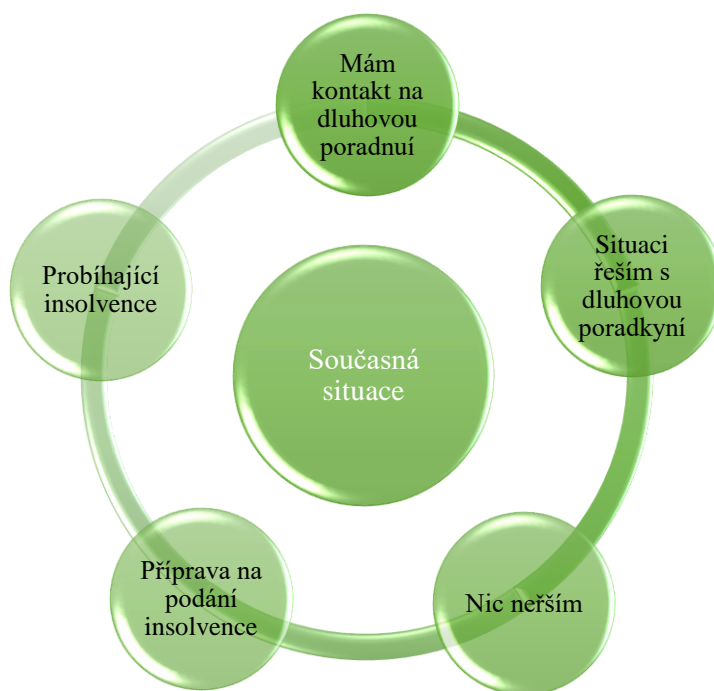 Mám
kontakt na
dluhovou
poradnuí
Situaci
řeším s
dluhovou
poradkyní
Nic neřším
Příprava na
podání
insolvence
Probíhající
insolvence
Současná
situace